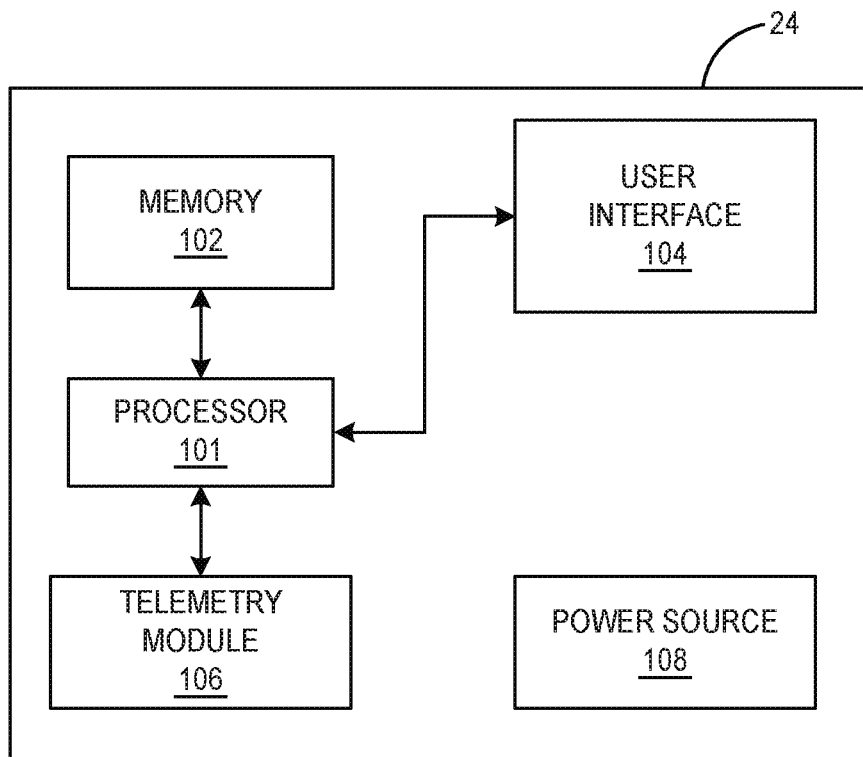 24
MEMORY
102
USER
INTERFACE
104
PROCESSOR
101
TELEMETRY
MODULE
106
POWER SOURCE
108